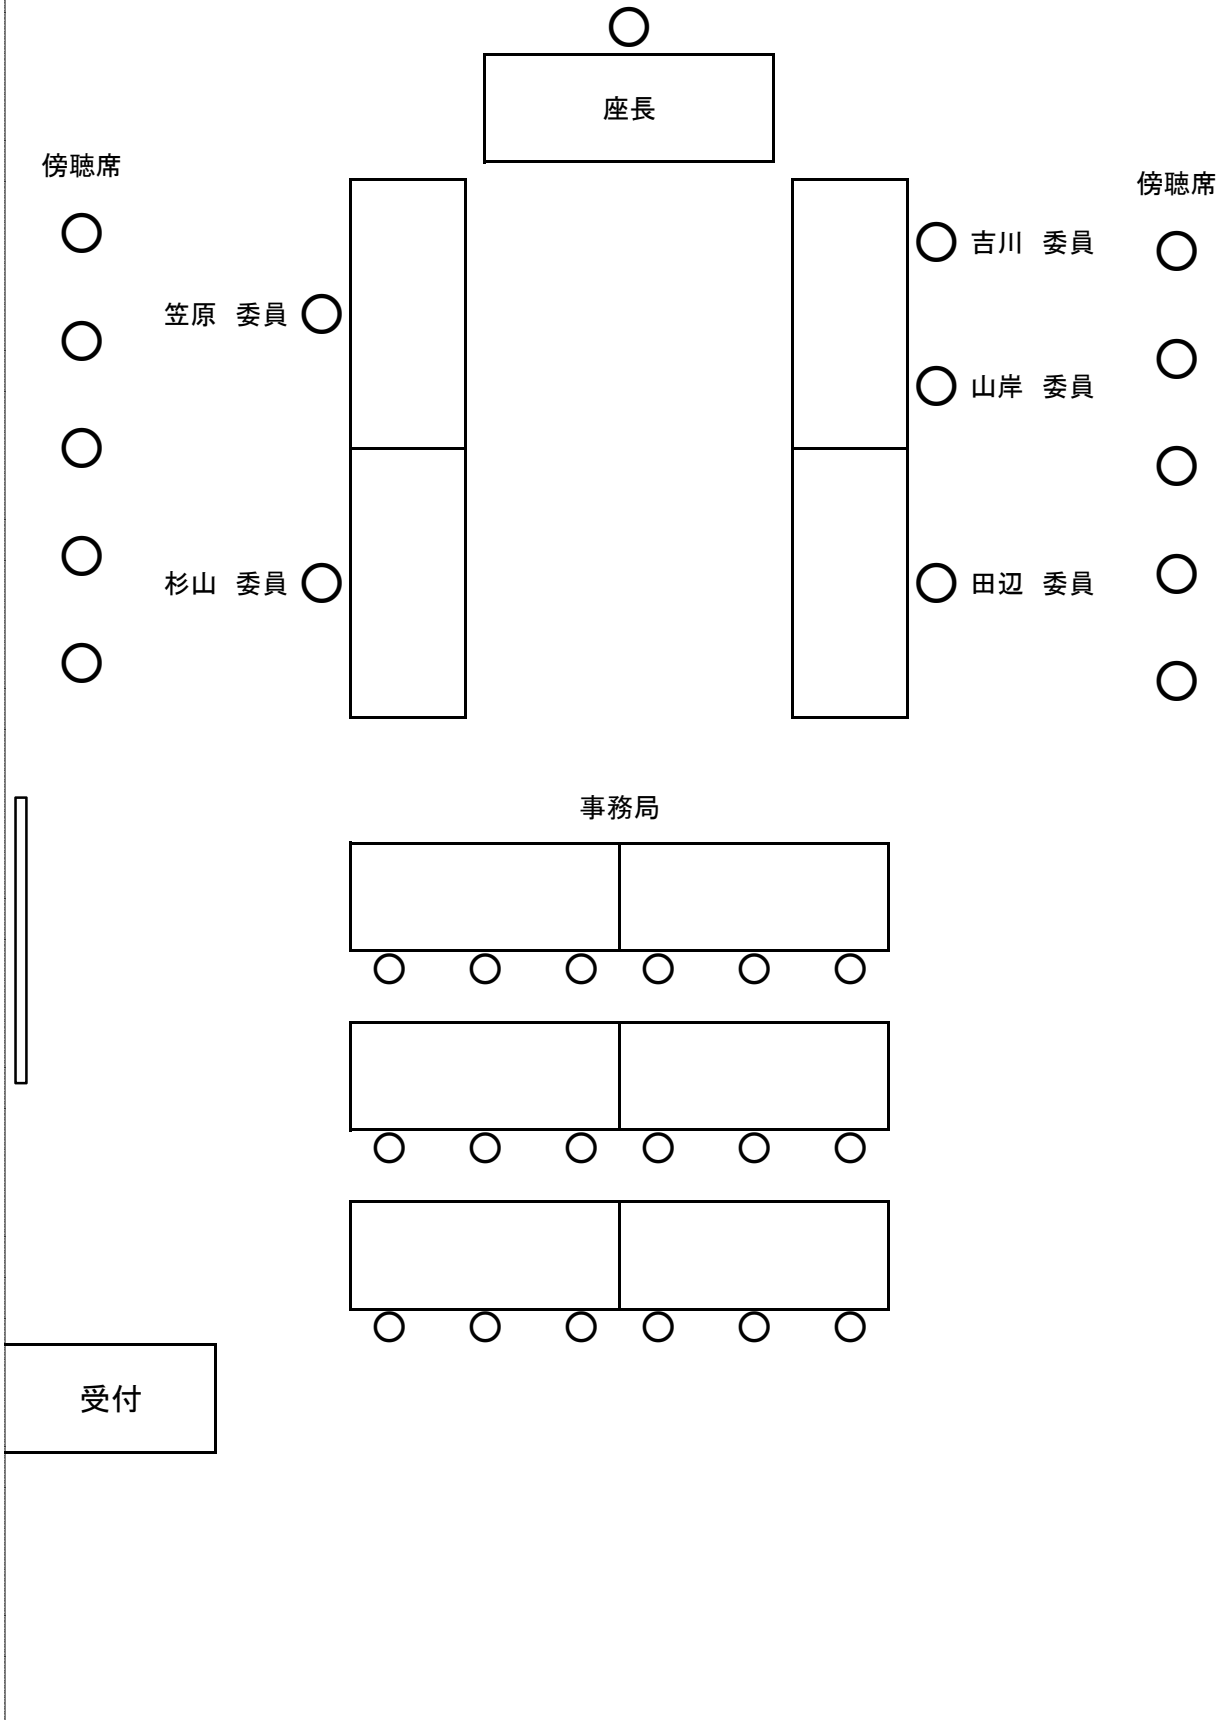 座長
傍聴席
傍聴席
吉川　委員
笠原　委員
山岸　委員
杉山　委員
田辺　委員
事務局
受付